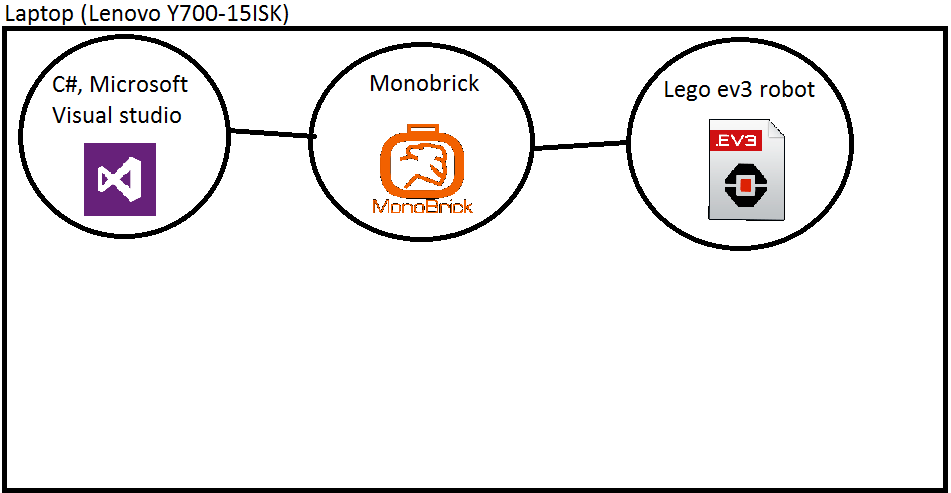 Laptop (Lenovo Y700-15ISK)
C#, Microsoft
Visual studio
Monobrick
MonoBrick
Lego ev3 robot
.EV3